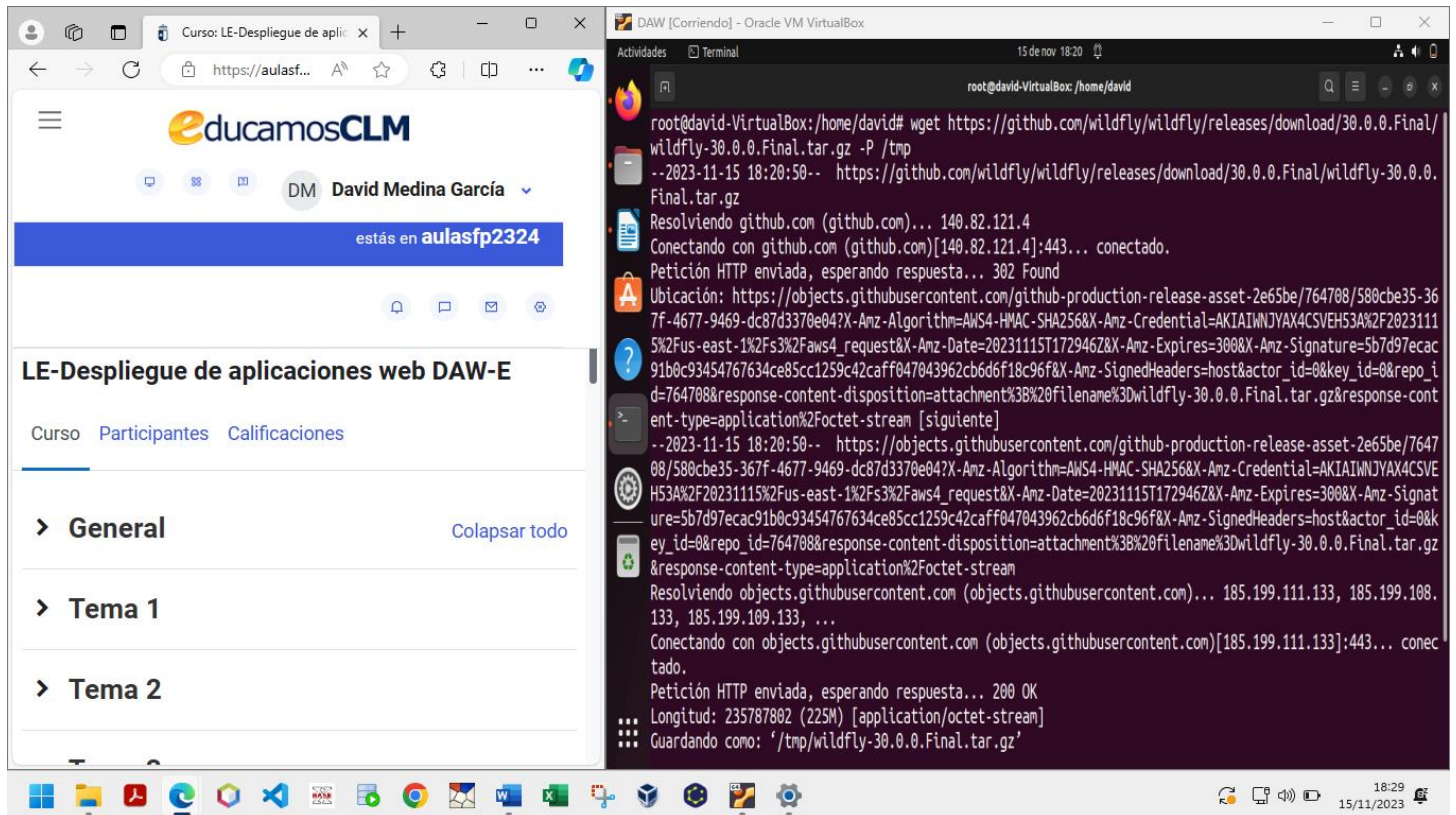 Curso: LE-Despliegue de aplic
https://aulasf...
educamosCLM
DM David Medina García
estás en aulasfp2324
LE-Despliegue de aplicaciones web DAW-E
Curso Participantes Calificaciones
General Colapsar todo
Tema 1
Tema 2
DAW [Corriendo] - Oracle VM VirtualBox
Actividades Terminal 15 de nov 18:20
root@david-VirtualBox: /home/david
root@david-VirtualBox:/home/david# wget https://github.com/wildfly/wildfly/releases/download/30.0.0.Final/
wildfly-30.0.0.Final.tar.gz -P /tmp
--2023-11-15 18:20:50-- https://github.com/wildfly/wildfly/releases/download/30.0.0.Final/wildfly-30.0.0.
Final.tar.gz
Resolviendo github.com (github.com)... 140.82.121.4
Conectando con github.com (github.com)[140.82.121.4]:443... conectado.
Petición HTTP enviada, esperando respuesta... 302 Found
Ubicación: https://objects.githubusercontent.com/github-production-release-asset-2e65be/764708/580cbe35-36
7f-4677-9469-dc87d3370e04?X-Amz-Algorithm=AWS4-HMAC-SHA256&X-Amz-Credential=AKIAIWNJYAX4CSVEH53A%2F2023111
5%2Fus-east-1%2Fs3%2Faws4_request&X-Amz-Date=20231115T172946Z&X-Amz-Expires=300&X-Amz-Signature=5b7d97ecac
91b0c93454767634ce85cc1259c42caff047043962cb6d6f18c96f&X-Amz-SignedHeaders=host&actor_id=0&key_id=0&repo_i
d=764708&response-content-disposition=attachment%3B%20filename%3Dwildfly-30.0.0.Final.tar.gz&response-cont
ent-type=application%2Foctet-stream [siguiente]
--2023-11-15 18:20:50-- https://objects.githubusercontent.com/github-production-release-asset-2e65be/7647
08/580cbe35-367f-4677-9469-dc87d3370e04?X-Amz-Algorithm=AWS4-HMAC-SHA256&X-Amz-Credential=AKIAIWNJYAX4CSVE
H53A%2F20231115%2Fus-east-1%2Fs3%2Faws4_request&X-Amz-Date=20231115T172946Z&X-Amz-Expires=300&X-Amz-Signat
ure=5b7d97ecac91b0c93454767634ce85cc1259c42caff047043962cb6d6f18c96f&X-Amz-SignedHeaders=host&actor_id=0&k
ey_id=0&repo_id=764708&response-content-disposition=attachment%3B%20filename%3Dwildfly-30.0.0.Final.tar.gz
&response-content-type=application%2Foctet-stream
Resolviendo objects.githubusercontent.com (objects.githubusercontent.com)... 185.199.111.133, 185.199.108.
133, 185.199.109.133, ...
Conectando con objects.githubusercontent.com (objects.githubusercontent.com)[185.199.111.133]:443... conec
tado.
Petición HTTP enviada, esperando respuesta... 200 OK
Longitud: 235787802 (225M) [application/octet-stream]
Guardando como: ‘/tmp/wildfly-30.0.0.Final.tar.gz’
18:29
15/11/2023